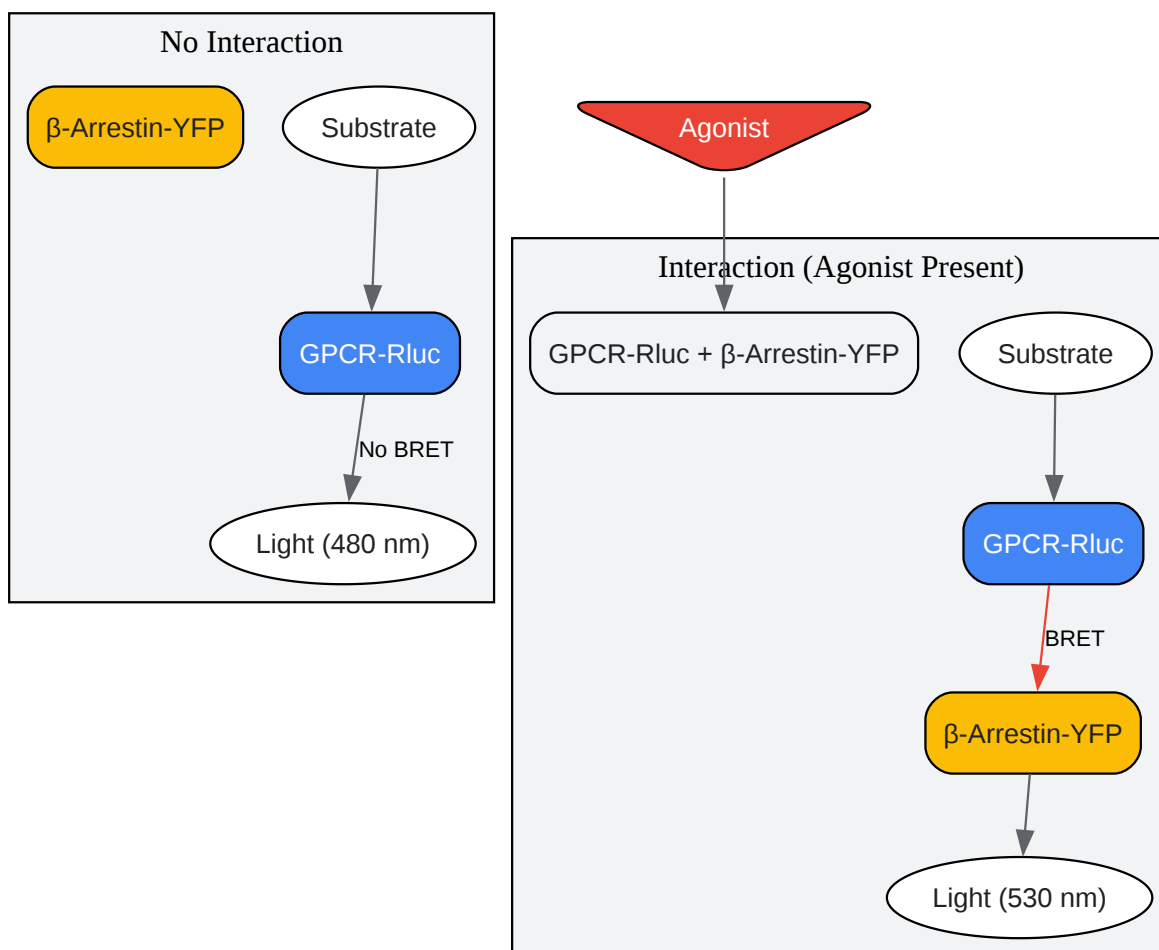 No Interaction
β-Arrestin-YFP
Substrate
GPCR-Rluc
No BRET
Light (480 nm)
Agonist
Interaction (Agonist Present)
GPCR-Rluc + β-Arrestin-YFP
Substrate
GPCR-Rluc
BRET
β-Arrestin-YFP
Light (530 nm)